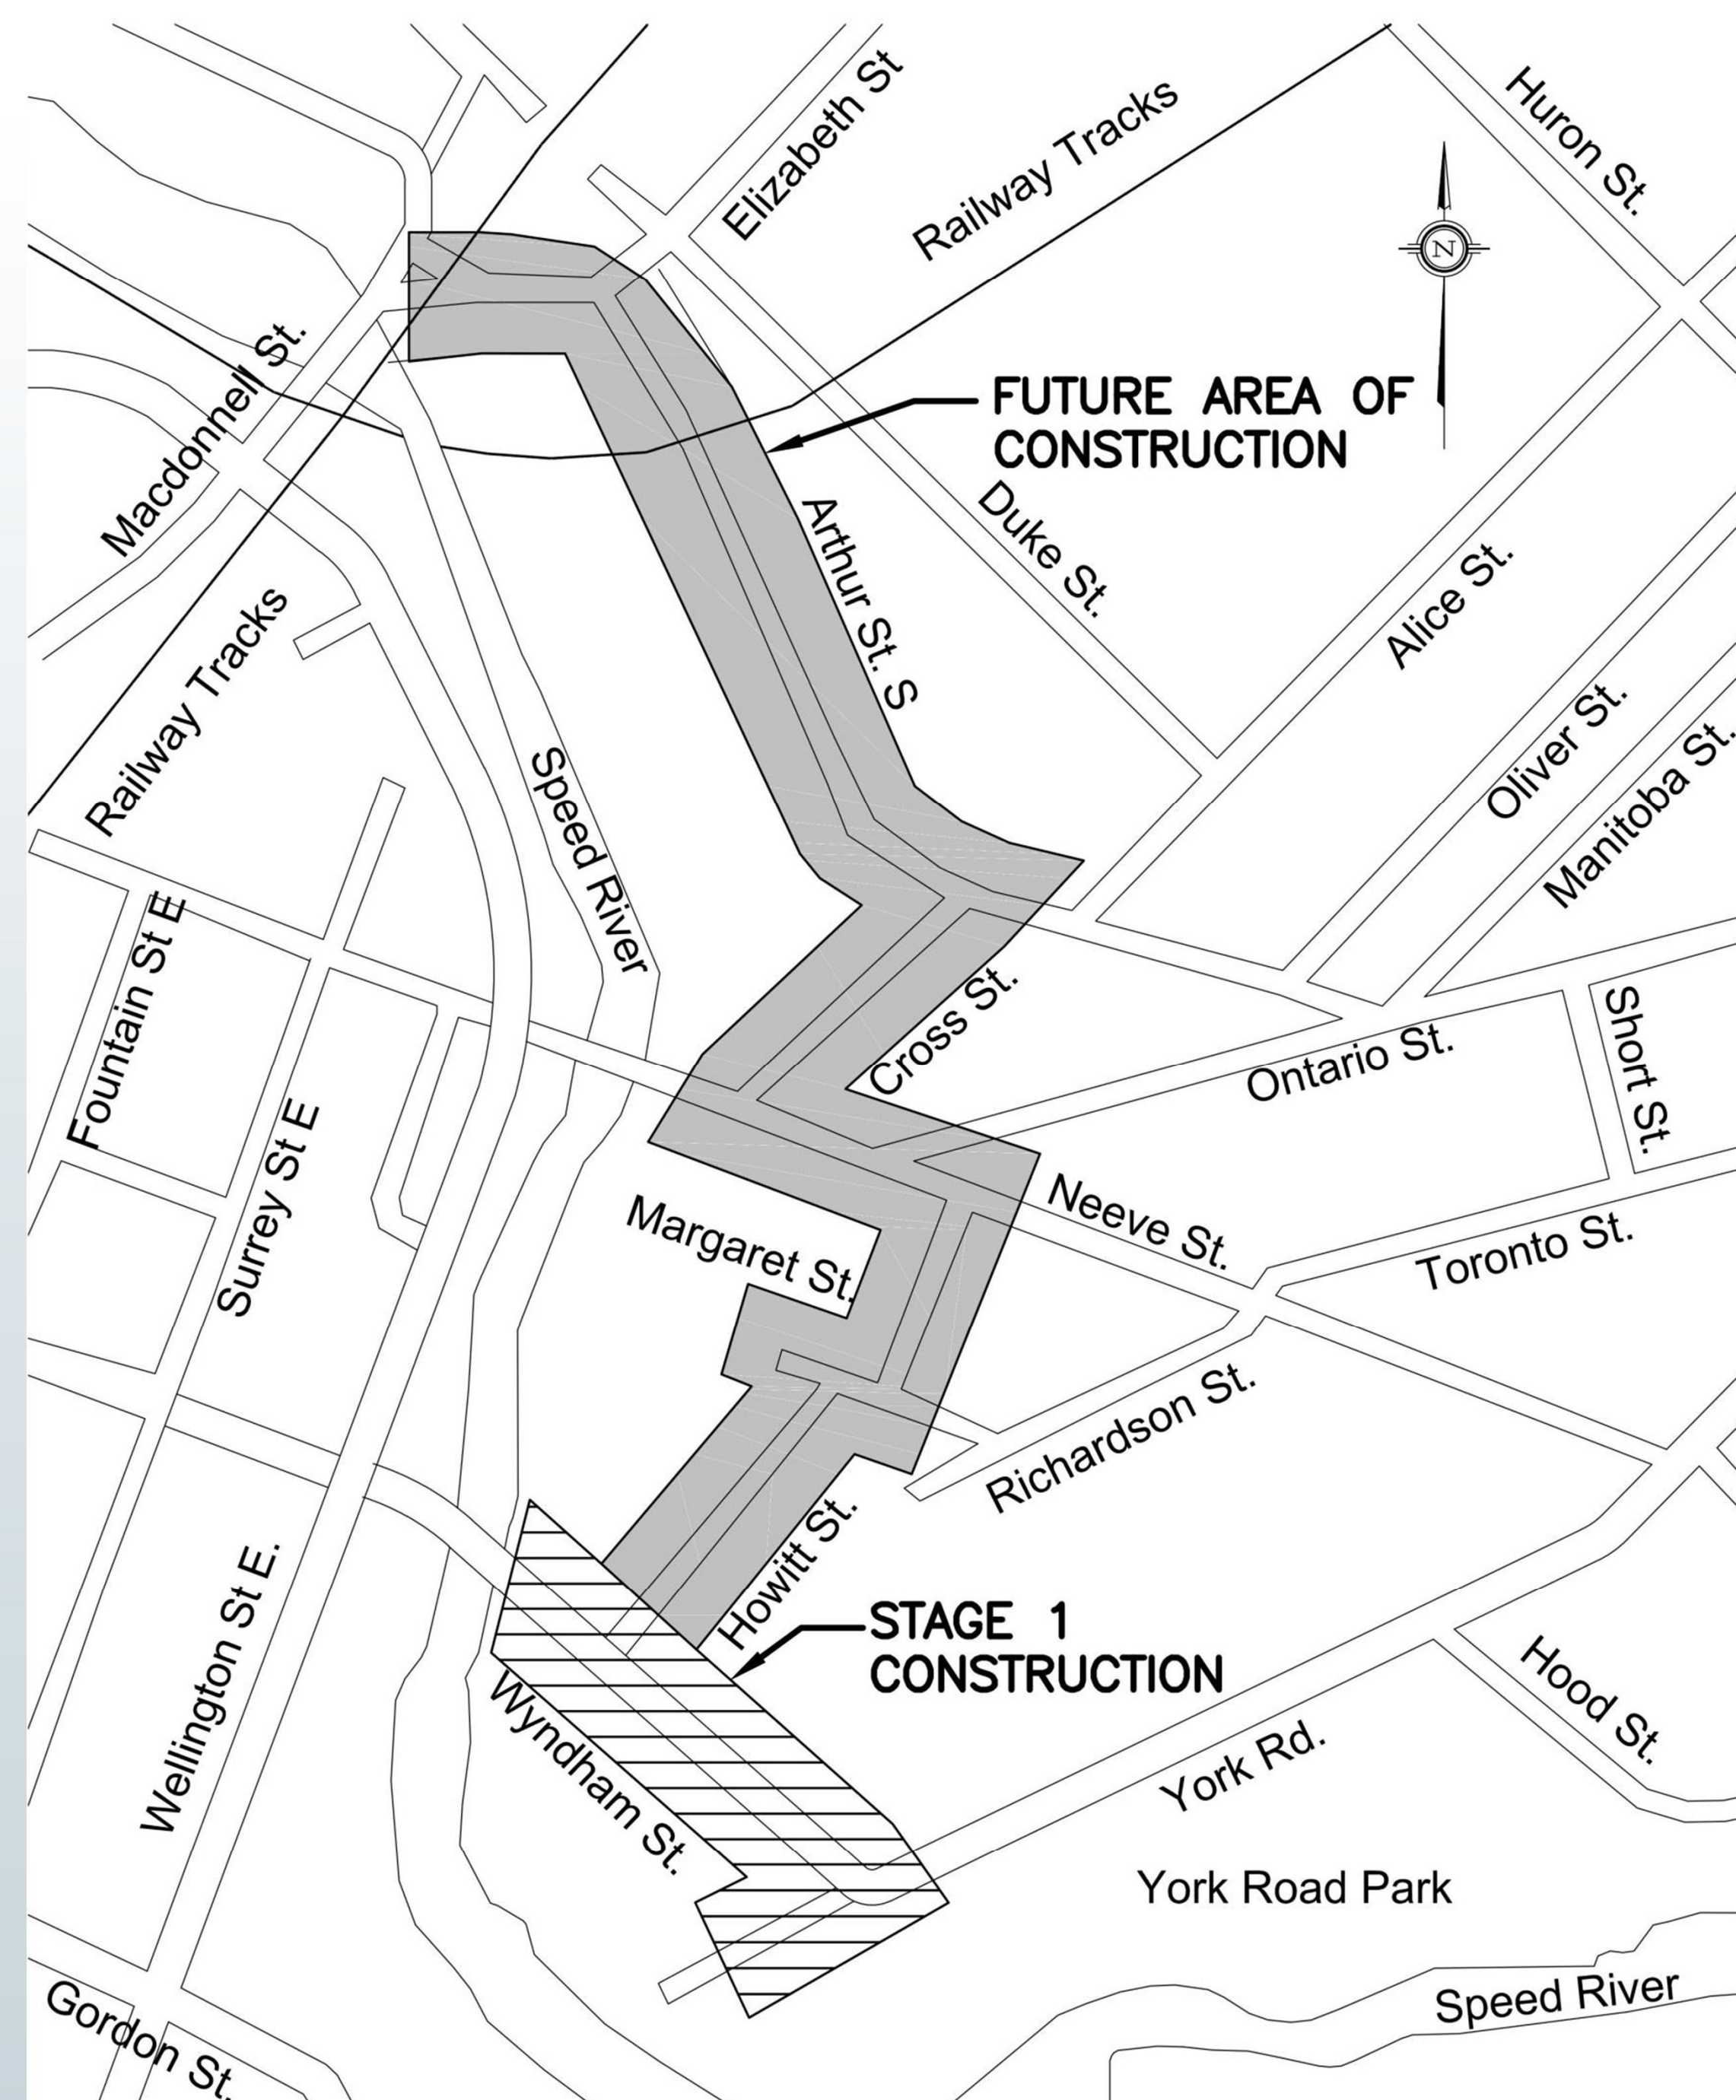 Elizabeth St
Railway Tracks
Huron St.
N
Macdonnell St.
FUTURE AREA OF
CONSTRUCTION
Duke St.
Arthur St. S
Alice St.
Railway Tracks
Oliver St.
Manitoba St.
Speed River
Fountain St E
Cross St.
Short St.
Ontario St.
Surrey St E
Margaret St.
Neeve St.
Toronto St.
Richardson St.
Howitt St.
Wellington St E.
STAGE 1
CONSTRUCTION
Hood St.
Wyndham St.
York Rd.
York Road Park
Speed River
Gordon St.